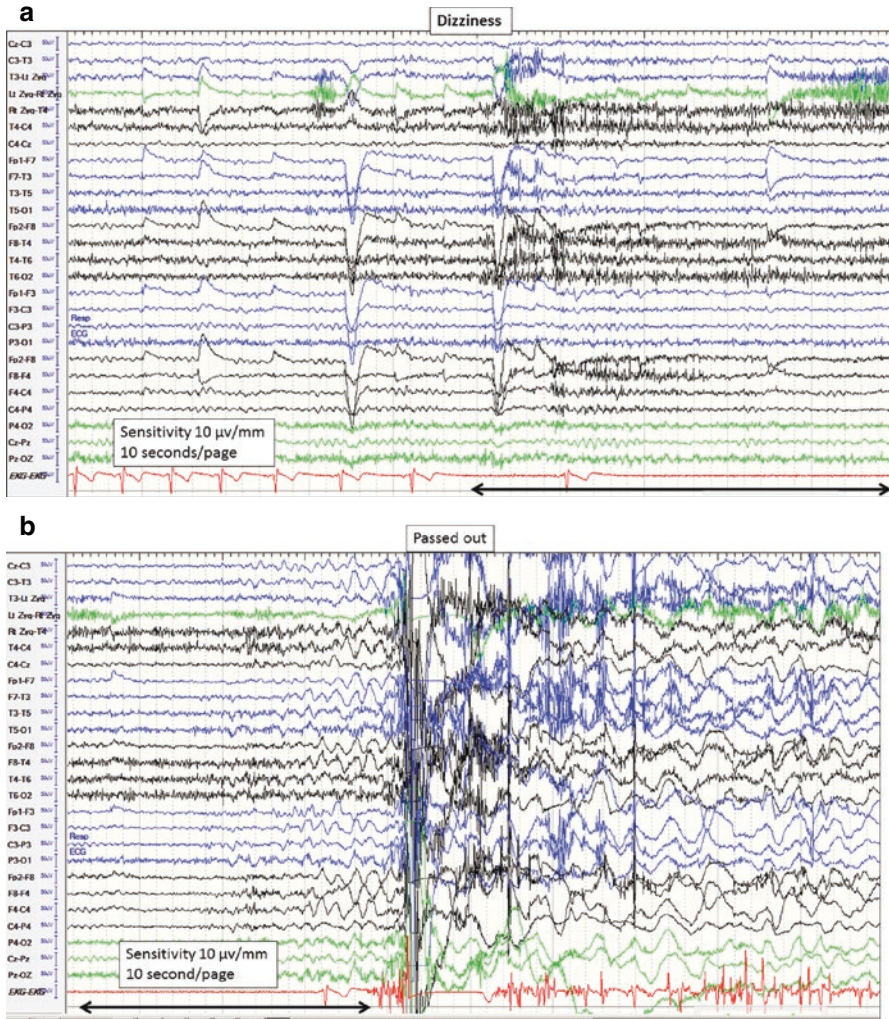 a
Dizziness
Cz-C3
C3-T3
T3-Lt Zyg
Lt Zyg-Rt Zyg
Rt Zyg-T4
T4-C4
C4-Cz
Fp1-F7
F7-T3
T3-T5
T5-O1
Fp2-F8
F8-T4
T4-T6
T6-O2
Fp1-F3
F3-C3
Resp
C3-P3
ECG
P3-O1
Fp2-F8
F8-F4
F4-C4
C4-P4
P4-O2
Cz-Pz
Pz-OZ
EKG-EKG
Sensitivity 10 μv/mm
10 seconds/page
b
Passed out
Cz-C3
C3-T3
T3-Lt Zyg
Lt Zyg-Rt Zyg
Rt Zyg-T4
T4-C4
C4-Cz
Fp1-F7
F7-T3
T3-T5
T5-O1
Fp2-F8
F8-T4
T4-T6
T6-O2
Fp1-F3
F3-C3
Resp
C3-P3
ECG
P3-O1
Fp2-F8
F8-F4
F4-C4
C4-P4
P4-O2
Cz-Pz
Pz-OZ
EKG-EKG
Sensitivity 10 μv/mm
10 second/page